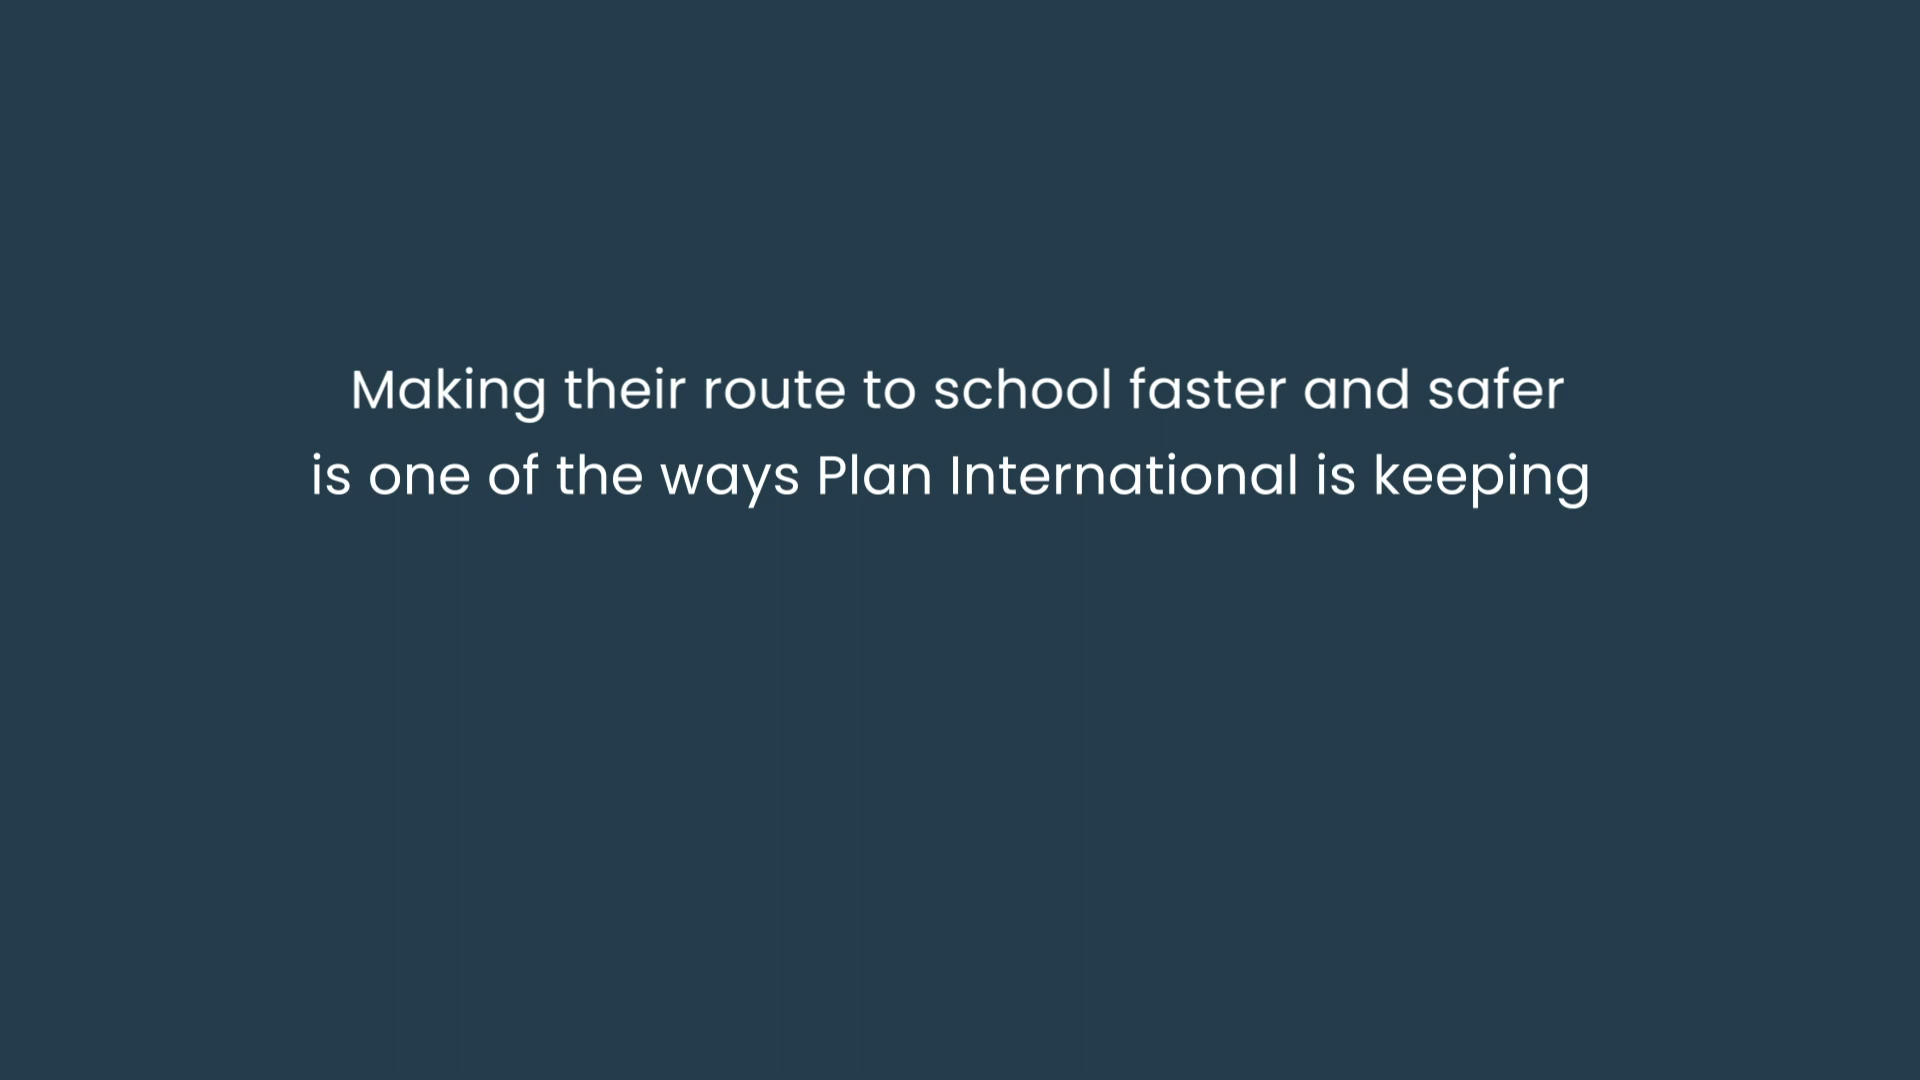 Making their route to school faster and safer
is one of the ways Plan International is keeping